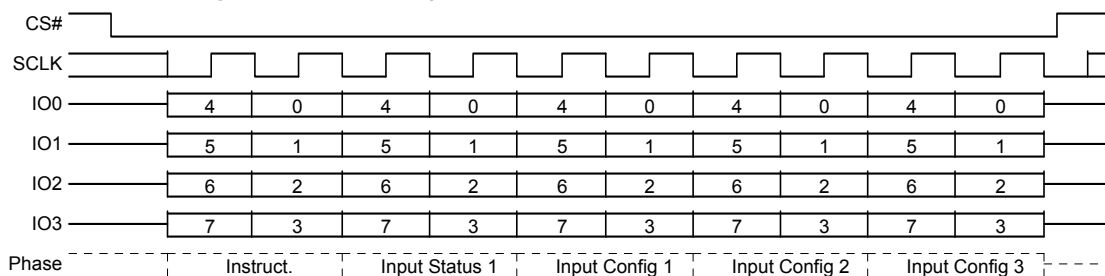 CS#
SCLK
IO0 4 0 4 0 4 0 4 0 4 0
IO1 5 1 5 1 5 1 5 1 5 1
IO2 6 2 6 2 6 2 6 2 6 2
IO3 7 3 7 3 7 3 7 3 7 3
Phase Instruct. Input Status 1 Input Config 1 Input Config 2 Input Config 3